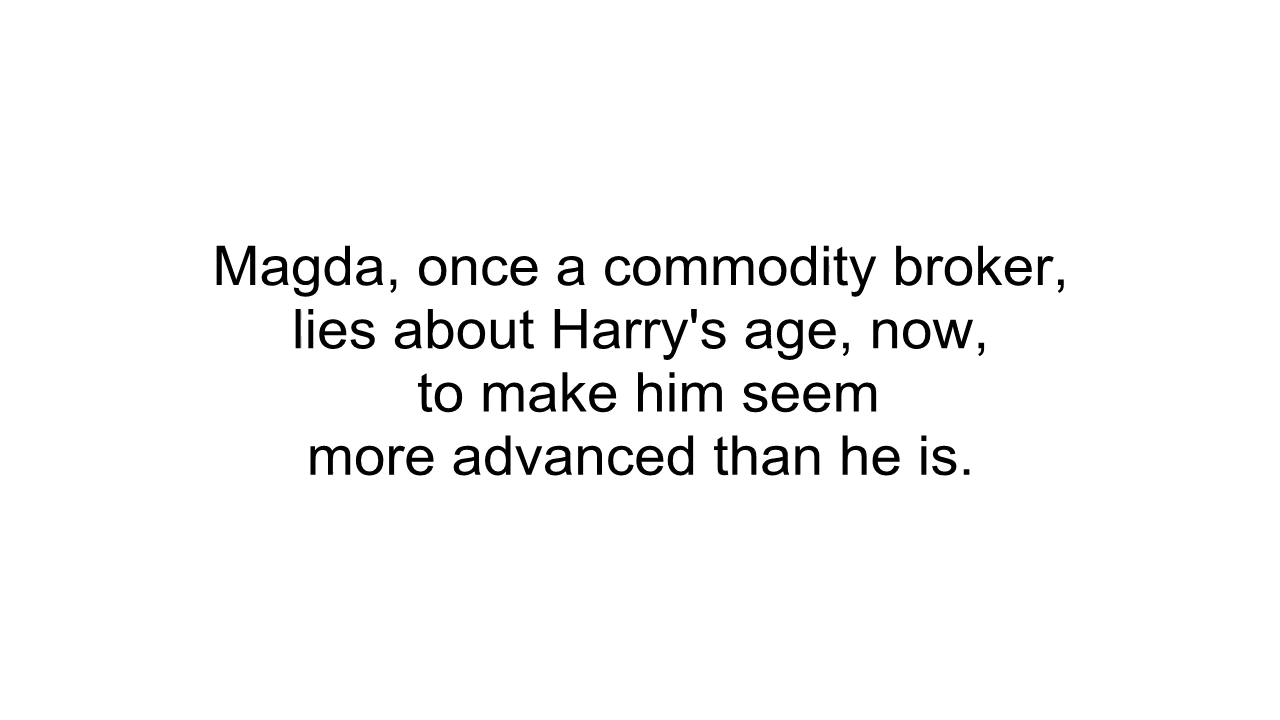 Magda, once a commodity broker,
lies about Harry's age, now,
to make him seem
more advanced than he is.